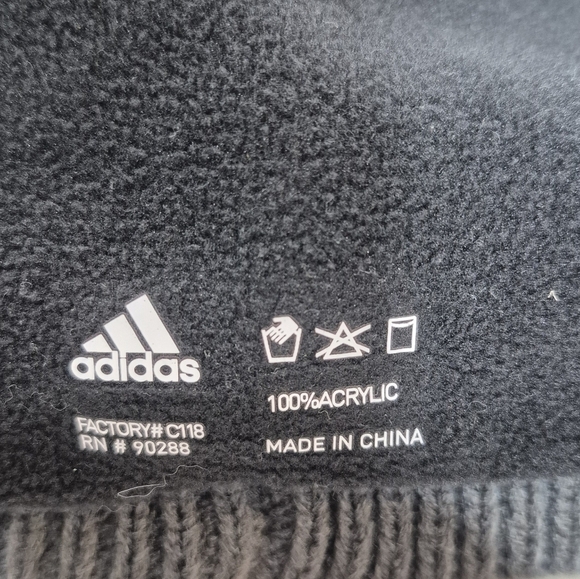 adidas
FACTORY# C118
RN # 90288
100%ACRYLIC
MADE IN CHINA